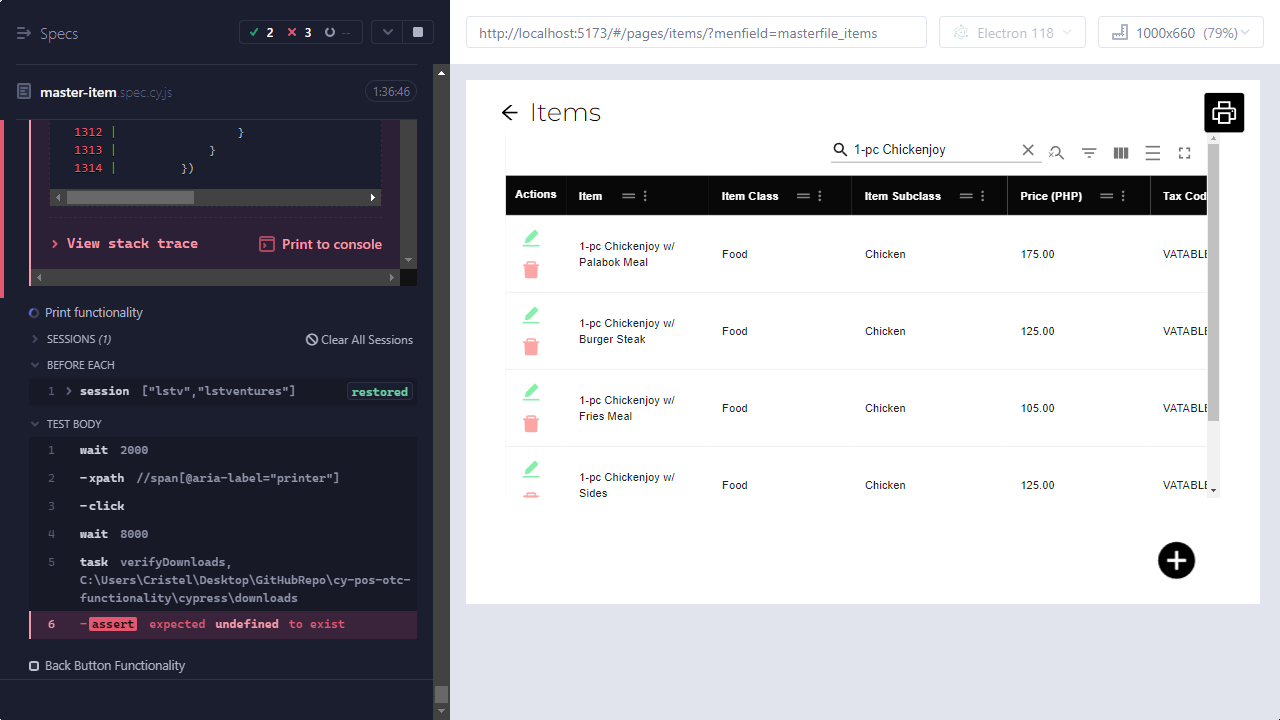 Specs
2 3 --
master-item.spec.cy.js 1:36:46
1312 | }
1313 | }
1314 | })
> View stack trace Print to console
Print functionality
SESSIONS (1) Clear All Sessions
BEFORE EACH
1 > session ["lstv","lstventures"] restored
TEST BODY
1 wait 2000
2 -xpath //span[@aria-label="printer"]
3 -click
4 wait 8000
5 task verifyDownloads,
C:\Users\Cristel\Desktop\GitHubRepo\cy-pos-otc-
functionality\cypress\downloads
6 -assert expected undefined to exist
Back Button Functionality
http://localhost:5173/#/pages/items/?menfield=masterfile_items
Electron 118
1000x660 (79%)
Items
1-pc Chickenjoy
Actions Item Item Class Item Subclass Price (PHP) Tax Cod
1-pc Chickenjoy w/
Palabok Meal Food Chicken 175.00 VATABLE
1-pc Chickenjoy w/
Burger Steak Food Chicken 125.00 VATABLE
1-pc Chickenjoy w/
Fries Meal Food Chicken 105.00 VATABLE
1-pc Chickenjoy w/
Sides Food Chicken 125.00 VATABLE